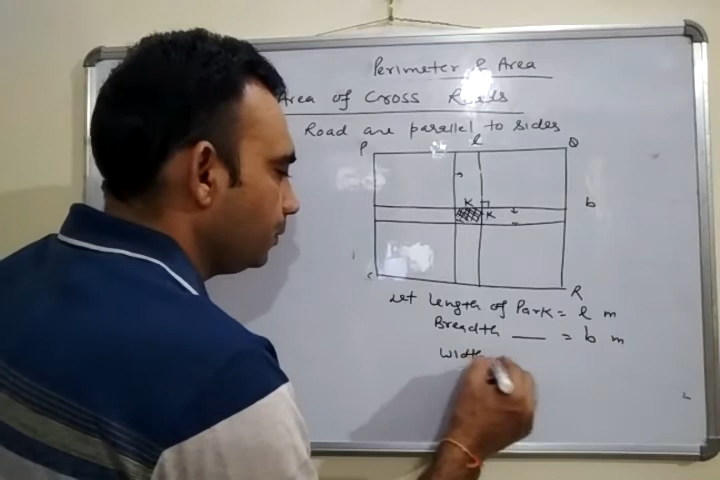 Perimeter & Area
Area of Cross Roads
Road are parallel to sides
P l Q
b
K
K
S R
Let Length of Park = l m
Breadth — = b m
Width